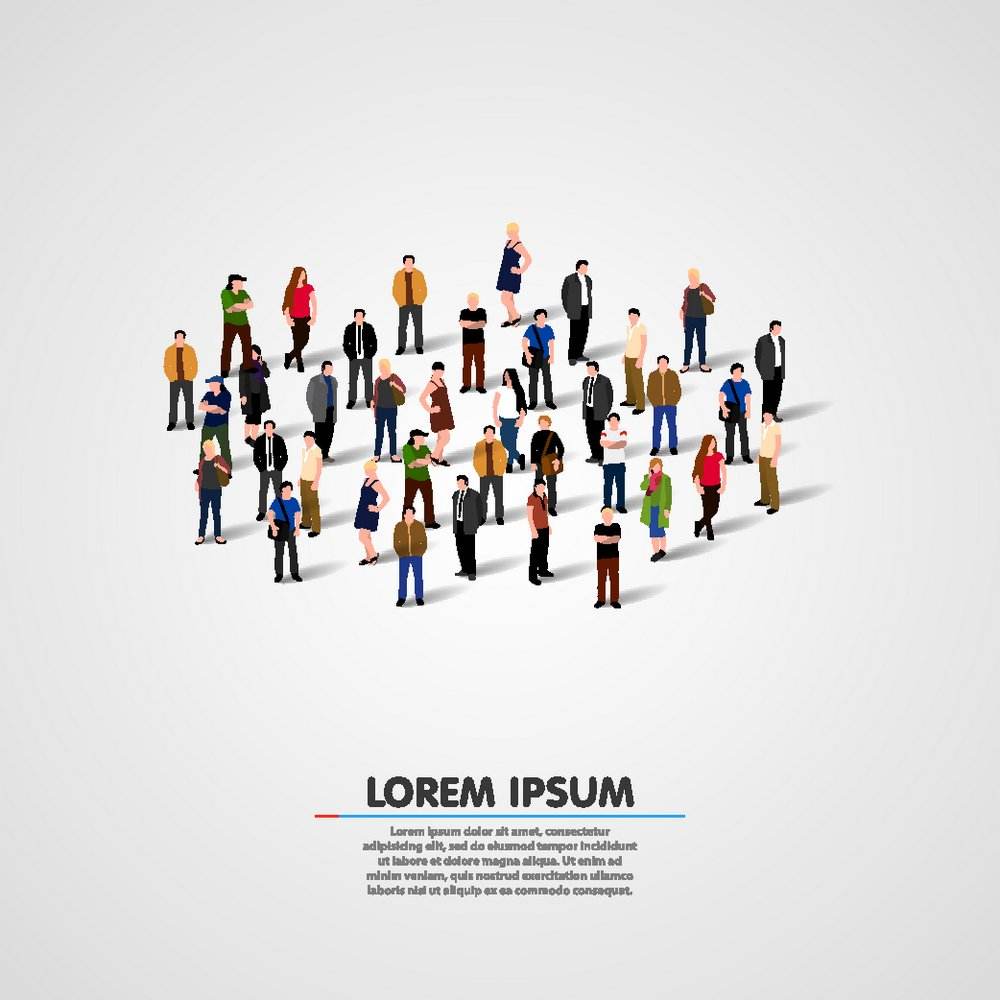 LOREM IPSUM
Lorem ipsum dolor sit amet, consectetur
adipisicing elit, sed do eiusmod tempor incididunt
ut labore et dolore magna aliqua. Ut enim ad
minim veniam, quis nostrud exercitation ullamco
laboris nisi ut aliquip ex ea commodo consequat.